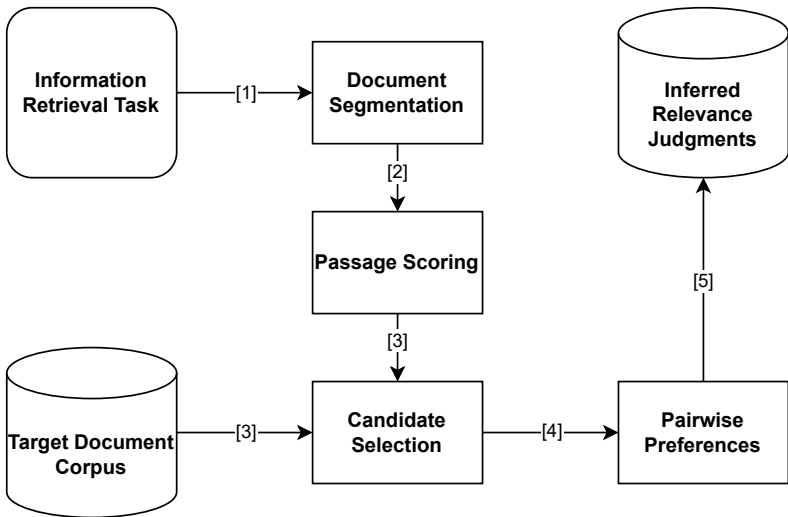 Information
Retrieval Task
[1]
Document
Segmentation
Inferred
Relevance
Judgments
[2]
Passage Scoring
[5]
[3]
Target Document
Corpus
[3]
Candidate
Selection
[4]
Pairwise
Preferences